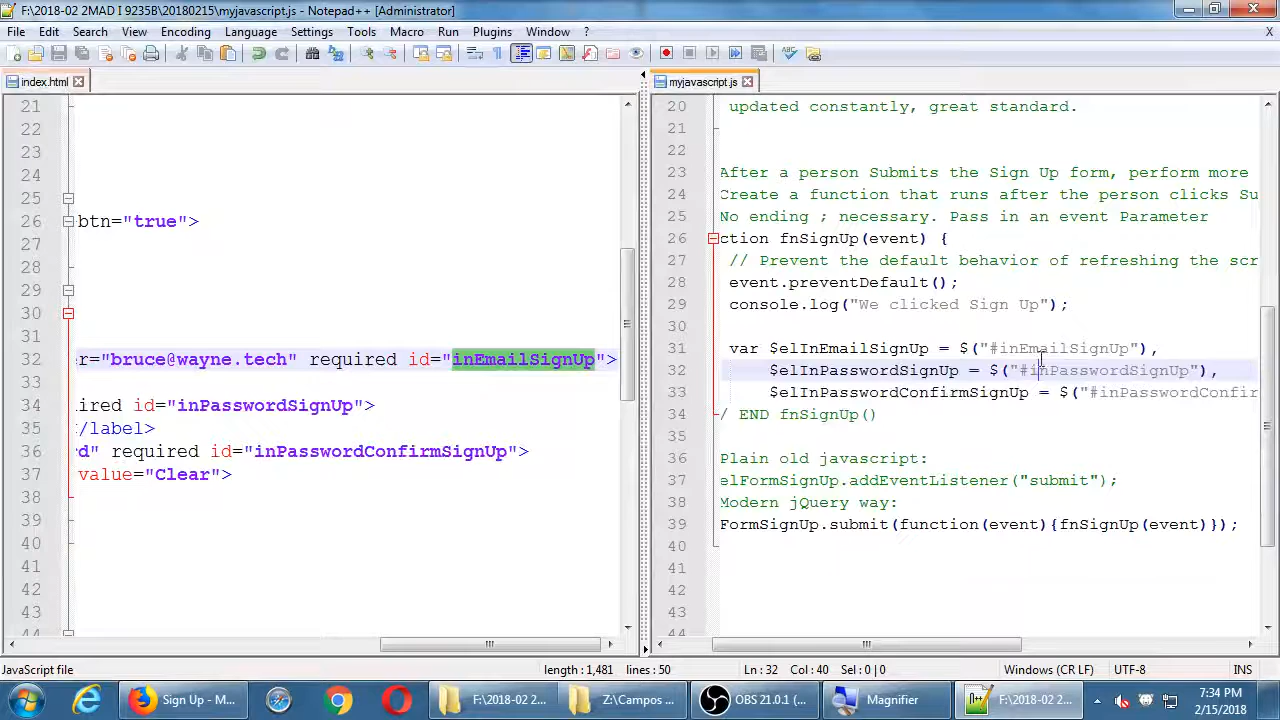 F:\2018-02 2MAD I 9235B\20180215\myjavascript.js - Notepad++ [Administrator]
File Edit Search View Encoding Language Settings Tools Macro Run Plugins Window ? X
index.html
myjavascript.js
21
22
23
24
25
26 btn="true">
27
28
29
30
31
32 er="bruce@wayne.tech" required id="inEmailSignUp">
34 ired id="inPasswordSignUp">
35 /label>
36 d" required id="inPasswordConfirmSignUp">
37 value="Clear">
38
39
40
41
42
43
44
20 updated constantly, great standard.
21
22
23 After a person Submits the Sign Up form, perform more
24 Create a function that runs after the person clicks Su
25 No ending ; necessary. Pass in an event Parameter
26 ction fnSignUp(event) {
27 // Prevent the default behavior of refreshing the scr
28 event.preventDefault();
29 console.log("We clicked Sign Up");
30
31 var $elInEmailSignUp = $("#inEmailSignUp"),
32 $elInPasswordSignUp = $("#inPasswordSignUp"),
33 $elInPasswordConfirmSignUp = $("#inPasswordConfir
34 / END fnSignUp()
35
36 Plain old javascript:
37 elFormSignUp.addEventListener("submit");
38 Modern jQuery way:
39 FormSignUp.submit(function(event){fnSignUp(event)});
40
41
42
43
44
JavaScript file length : 1,481 lines : 50 Ln : 32 Col : 40 Sel : 0 | 0 Windows (CR LF) UTF-8 INS
Sign Up - M...
F:\2018-02 2...
Z:\Campos ...
OBS 21.0.1 (...
Magnifier
F:\2018-02 2...
7:34 PM
2/15/2018